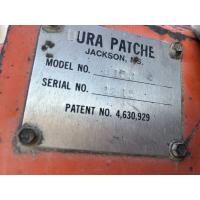 URA PATCHE
JACKSON, MS.
MODEL NO.
SERIAL NO.
PATENT NO. 4,630,929